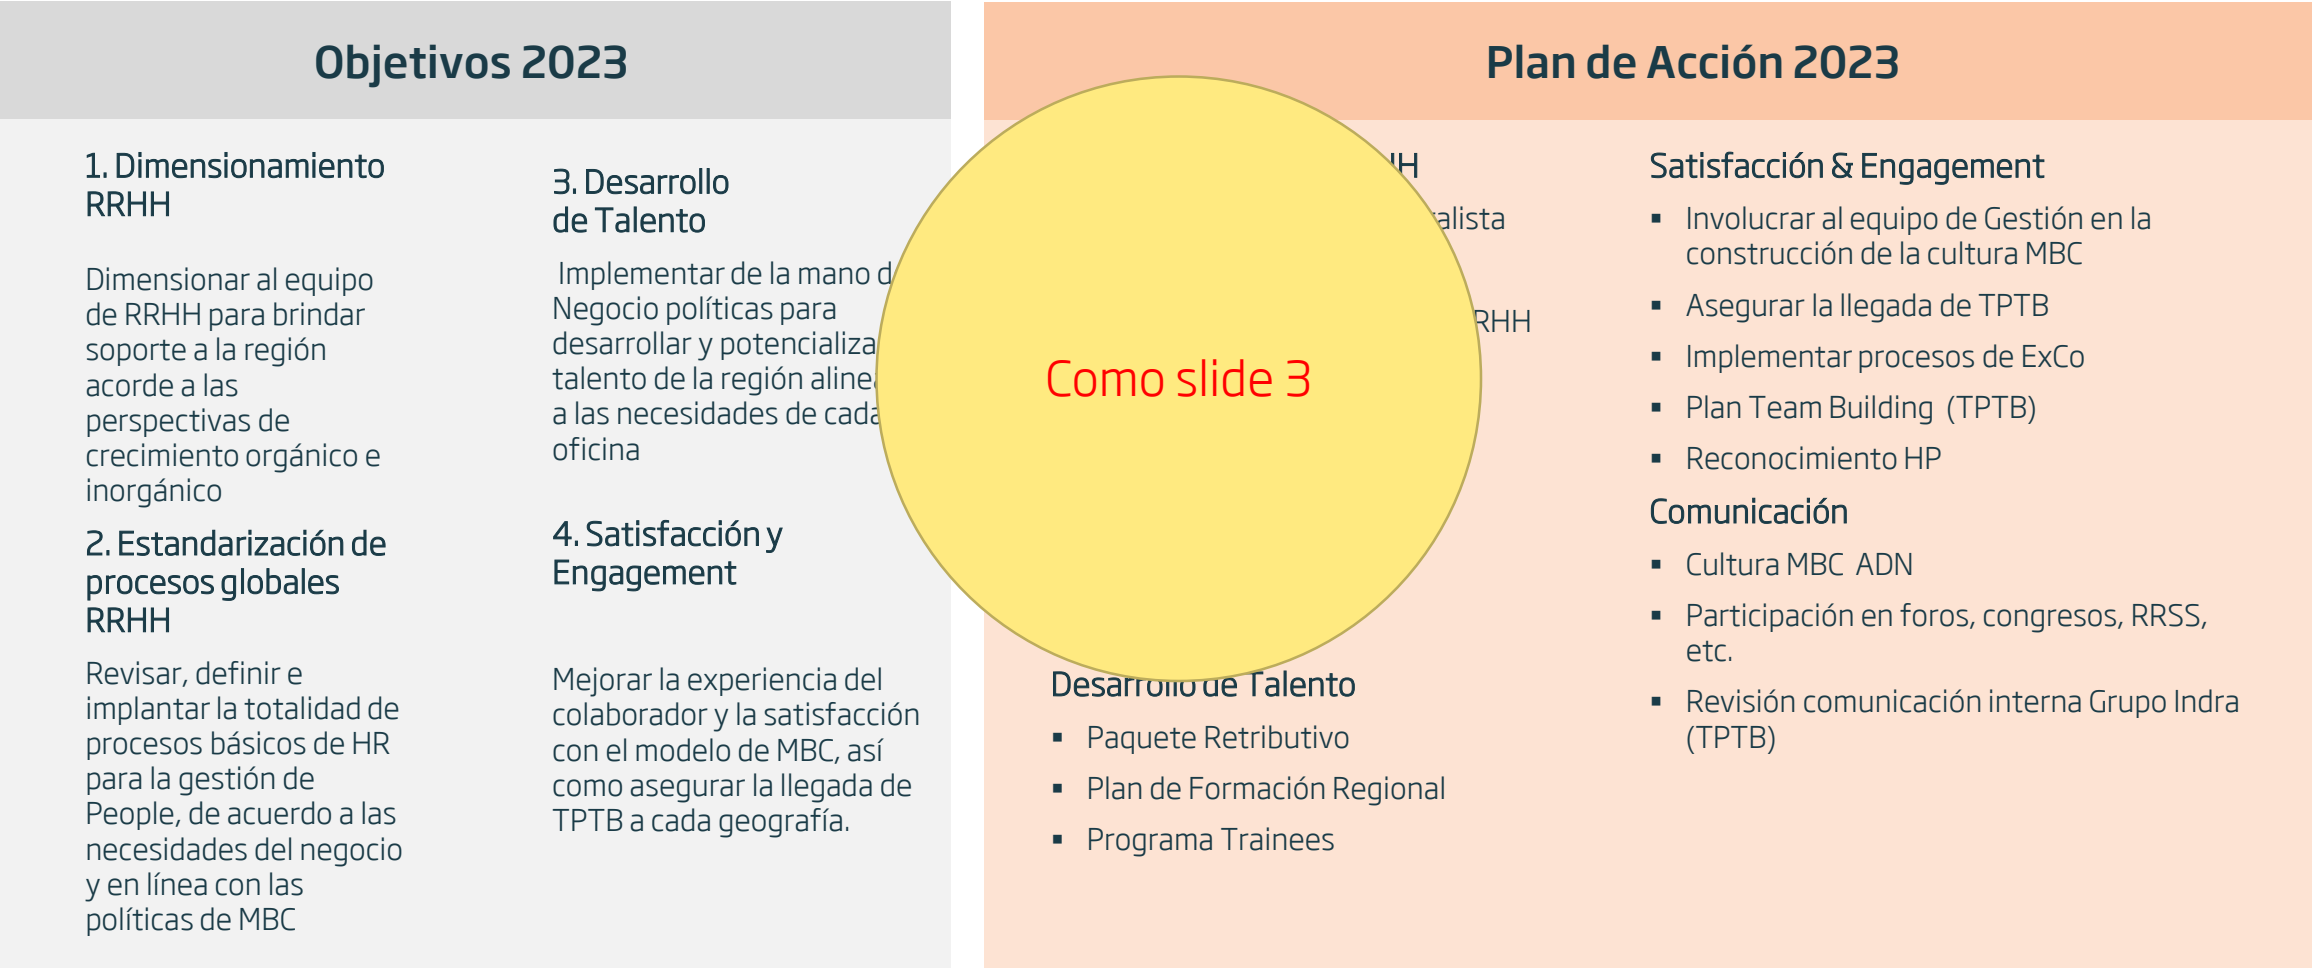 Objetivos 2023
1. Dimensionamiento
RRHH
Dimensionar al equipo
de RRHH para brindar
soporte a la región
acorde a las
perspectivas de
crecimiento orgánico e
inorgánico
2. Estandarización de
procesos globales
RRHH
Revisar, definir e
implantar la totalidad de
procesos básicos de HR
para la gestión de
People, de acuerdo a las
necesidades del negocio
y en línea con las
políticas de MBC
3. Desarrollo
de Talento
Implementar de la mano d
Negocio políticas para
desarrollar y potencializa
talento de la región aline
a las necesidades de cada
oficina
4. Satisfacción y
Engagement
Mejorar la experiencia del
colaborador y la satisfacción
con el modelo de MBC, así
como asegurar la llegada de
TPTB a cada geografía.
Plan de Acción 2023
Como slide 3
Desarrollo de Talento
▪ Paquete Retributivo
▪ Plan de Formación Regional
▪ Programa Trainees
Satisfacción & Engagement
▪ Involucrar al equipo de Gestión en la
construcción de la cultura MBC
▪ Asegurar la llegada de TPTB
▪ Implementar procesos de ExCo
▪ Plan Team Building (TPTB)
▪ Reconocimiento HP
Comunicación
▪ Cultura MBC ADN
▪ Participación en foros, congresos, RRSS,
etc.
▪ Revisión comunicación interna Grupo Indra
(TPTB)